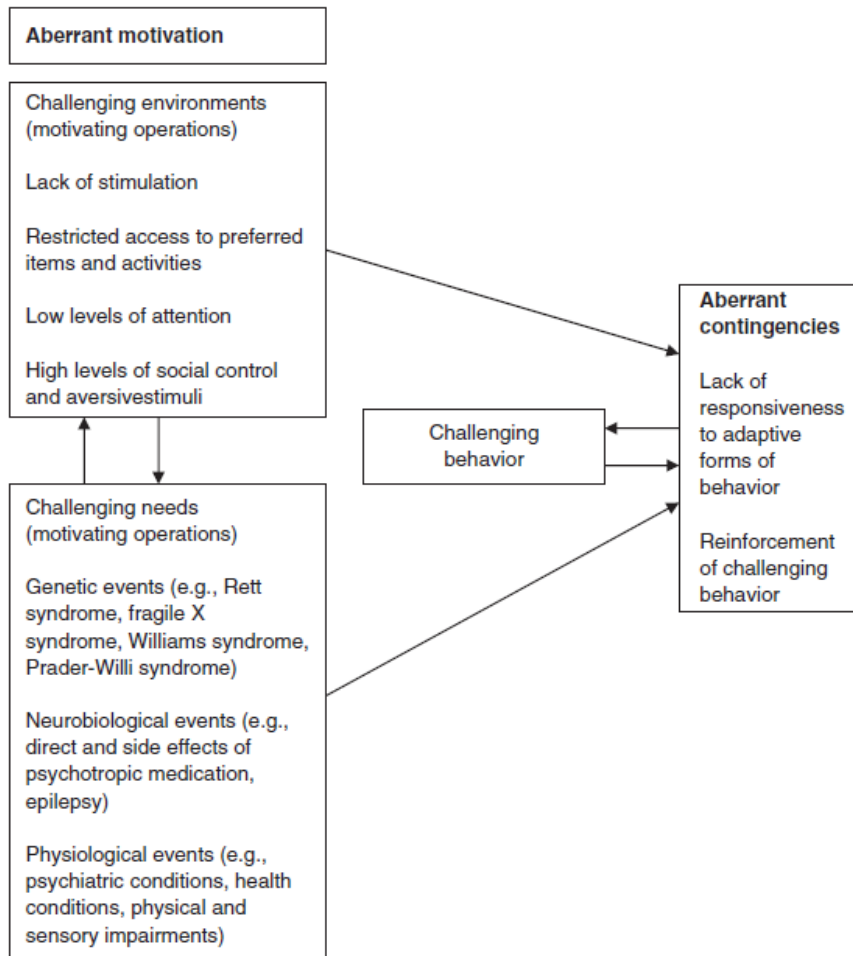 Aberrant motivation
Challenging environments
(motivating operations)
Lack of stimulation
Restricted access to preferred
items and activities
Low levels of attention
High levels of social control
and aversivestimuli
Challenging needs
(motivating operations)
Genetic events (e.g., Rett
syndrome, fragile X
syndrome, Williams syndrome,
Prader-Willi syndrome)
Neurobiological events (e.g.,
direct and side effects of
psychotropic medication,
epilepsy)
Physiological events (e.g.,
psychiatric conditions, health
conditions, physical and
sensory impairments)
Challenging
behavior
Aberrant
contingencies
Lack of
responsiveness
to adaptive
forms of
behavior
Reinforcement
of challenging
behavior